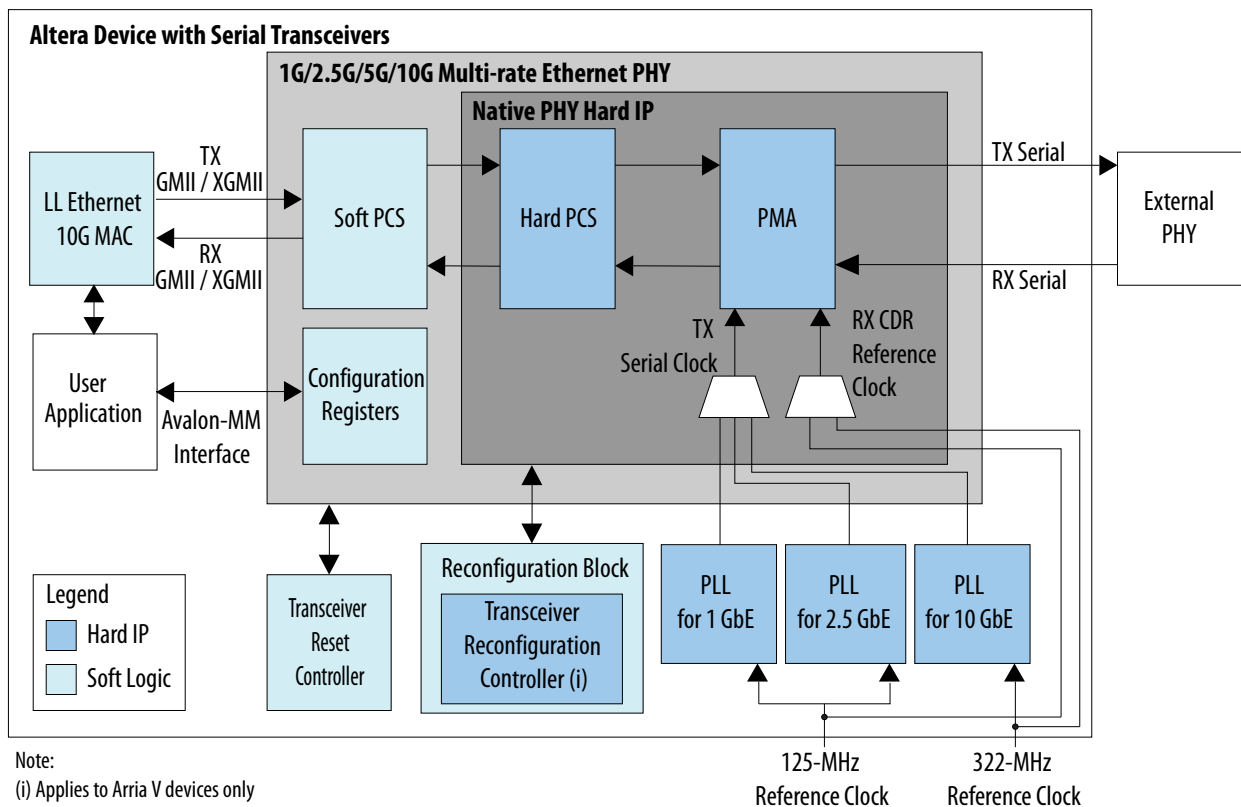 Altera Device with Serial Transceivers
1G/2.5G/5G/10G Multi-rate Ethernet PHY
Native PHY Hard IP
LL Ethernet
10G MAC
TX
GMII / XGMII
RX
GMII / XGMII
Soft PCS
Hard PCS
PMA
TX Serial
RX Serial
External
PHY
User
Application
Avalon-MM
Interface
Configuration
Registers
TX
Serial Clock
RX CDR
Reference
Clock
Legend
Hard IP
Soft Logic
Transceiver
Reset
Controller
Reconfiguration Block
Transceiver
Reconfiguration
Controller (i)
PLL
for 1 GbE
PLL
for 2.5 GbE
PLL
for 10 GbE
Note:
(i) Applies to Arria V devices only
125-MHz
Reference Clock
322-MHz
Reference Clock